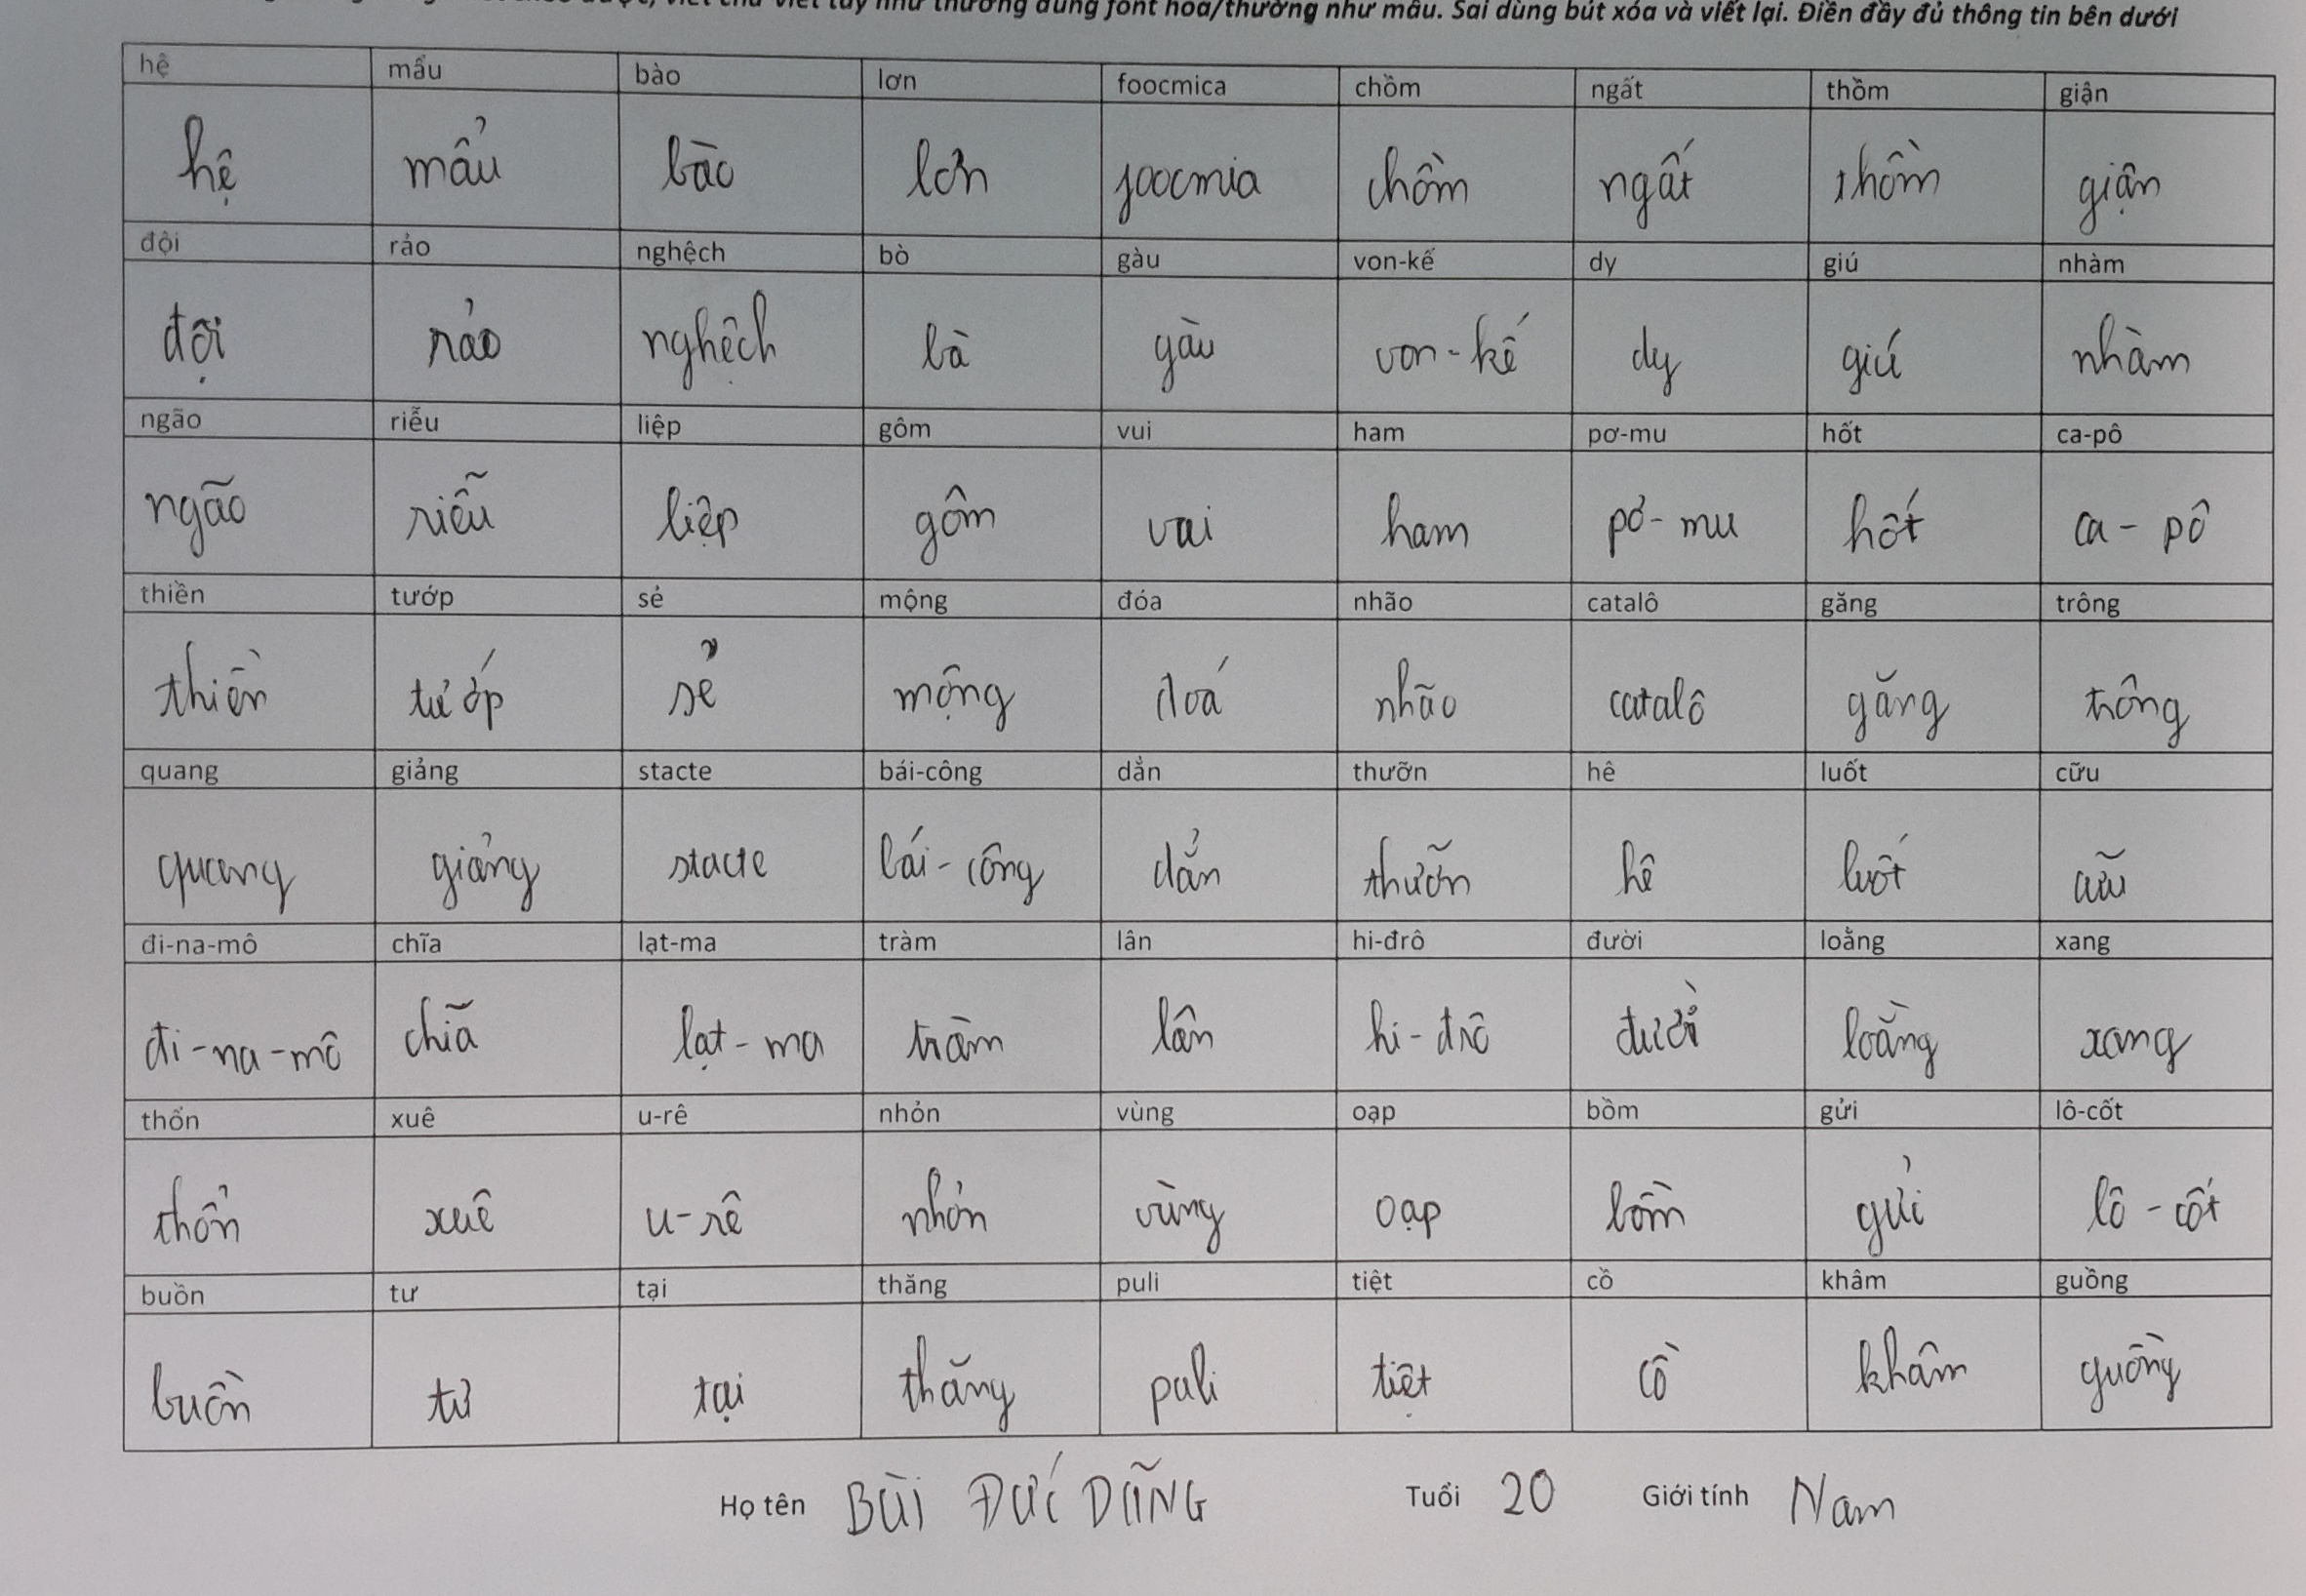 như thường dùng font hoa/thường như mẫu. Sai dùng bút xóa và viết lại. Điền đầy đủ thông tin bên dưới
hệ mẩu bào lơn foocmica chồm ngất thồm giận
hệ mẩu bào lơn foocmia chồm ngất thồm giận
đội rảo nghệch bò gàu von-kế dy giú nhàm
đội rảo nghệch bà gàu von-kế dy giú nhàm
ngão riễu liệp gôm vui ham pơ-mu hốt ca-pô
ngão riễu liệp gôm vui ham pơ-mu hốt ca-pô
thiền tướp sẻ mộng đóa nhão catalô găng trông
thiền tướp sẻ mộng đoá nhão catalô găng trông
quang giảng stacte bái-công dẳn thưỡn hê luốt cữu
quang giảng stacte bái-công dẳn thưỡn hê luốt cữu
đi-na-mô chĩa lạt-ma tràm lân hi-đrô đười loằng xang
đi-na-mô chĩa lạt-ma tràm lân hi-đrô đười loằng xang
thổn xuê u-rê nhỏn vùng oạp bồm gửi lô-cốt
thổn xuê u-rê nhỏn vùng oạp bồm gửi lô-cốt
buồn tư tại thăng puli tiệt cồ khâm guồng
buồn tư tại thăng puli tiệt cồ khâm guồng
Họ tên BÙI ĐỨC DŨNG Tuổi 20 Giới tính Nam